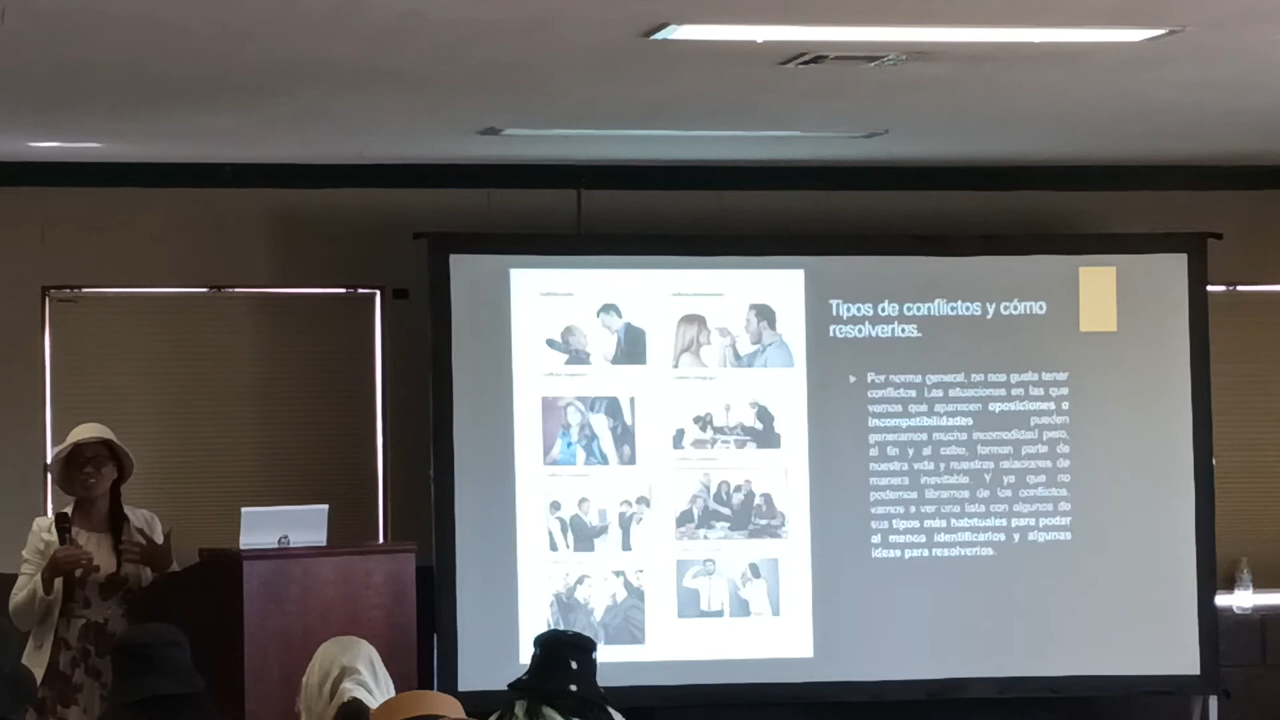 Tipos de conflictos y cómo
resolverlos.
Por norma general, no nos gusta tener
conflictos. Las situaciones en las que
vemos que aparecen oposiciones o
incompatibilidades pueden
generarnos mucha incomodidad pero,
al fin y al cabo, forman parte de
nuestra vida y nuestras relaciones de
manera inevitable. Y ya que no
podemos librarnos de los conflictos,
vamos a ver una lista con algunos de
sus tipos más habituales para poder
al menos identificarlos y algunas
ideas para resolverlos.